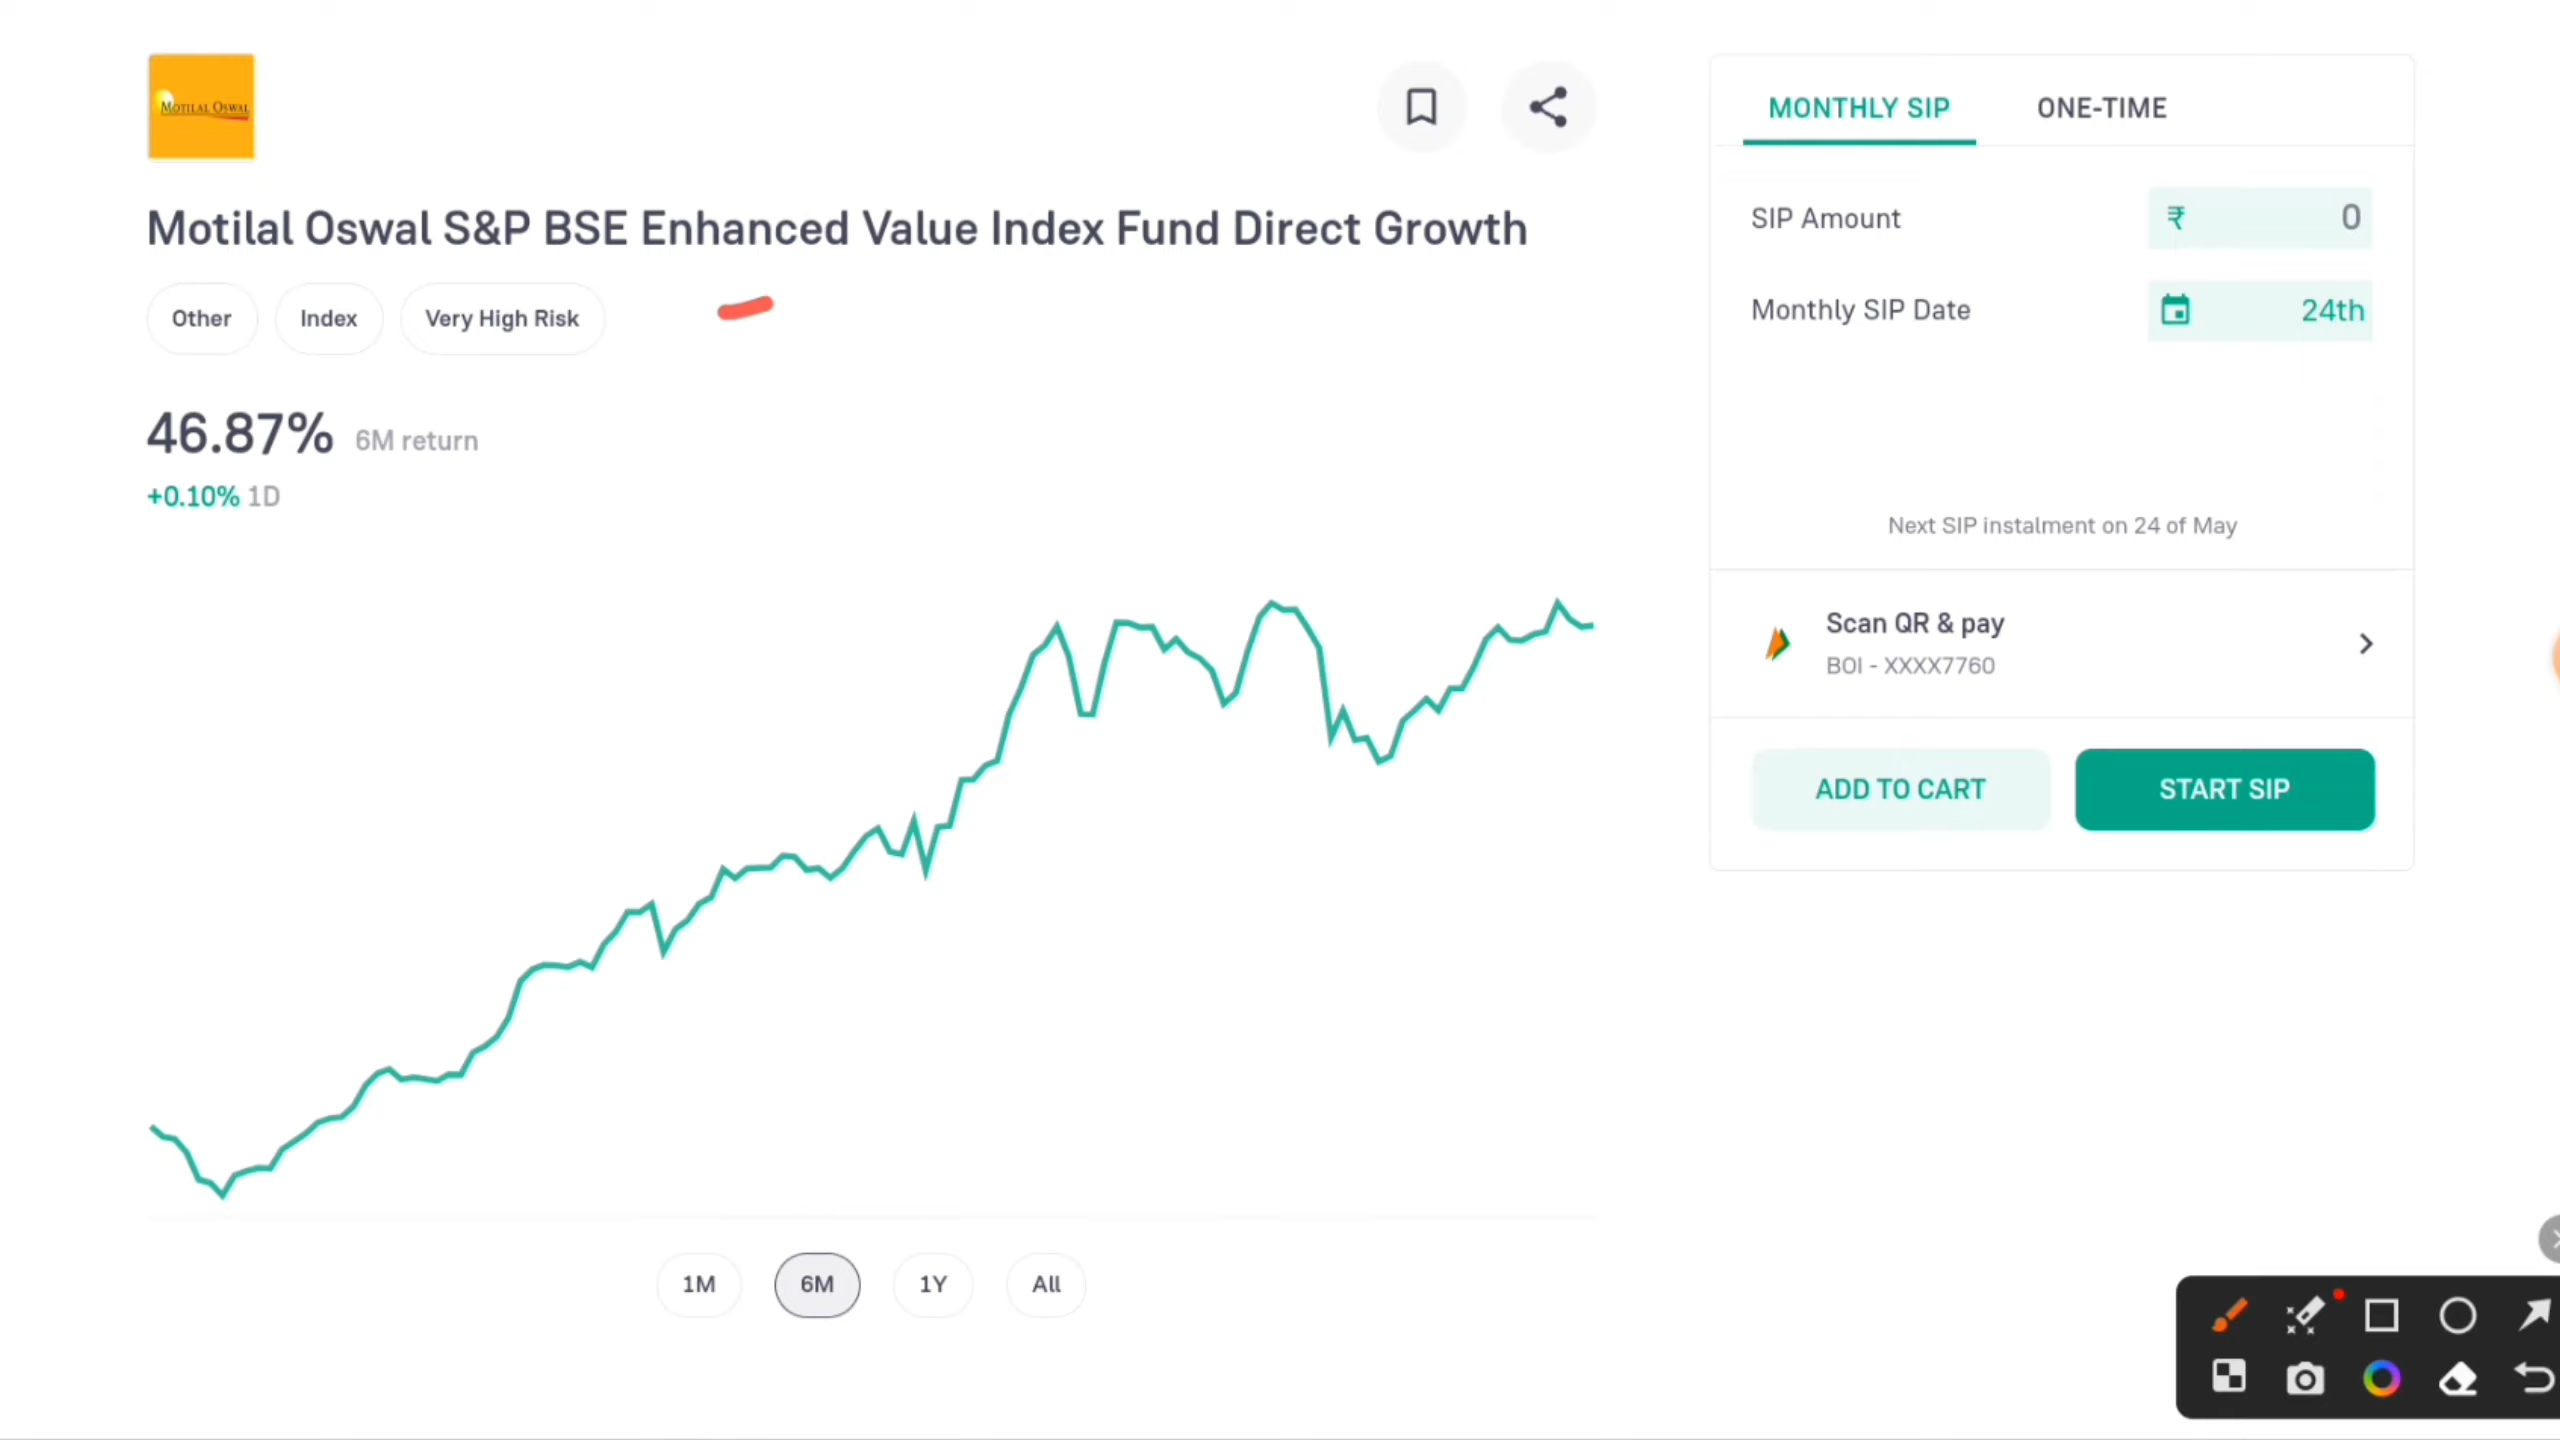 MOTILAL OSWAL
Motilal Oswal S&P BSE Enhanced Value Index Fund Direct Growth
Other
Index
Very High Risk
46.87% 6M return
+0.10% 1D
1M
6M
1Y
All
MONTHLY SIP
ONE-TIME
SIP Amount
₹ 0
Monthly SIP Date
24th
Next SIP instalment on 24 of May
Scan QR & pay
BOI - XXXX7760
ADD TO CART
START SIP